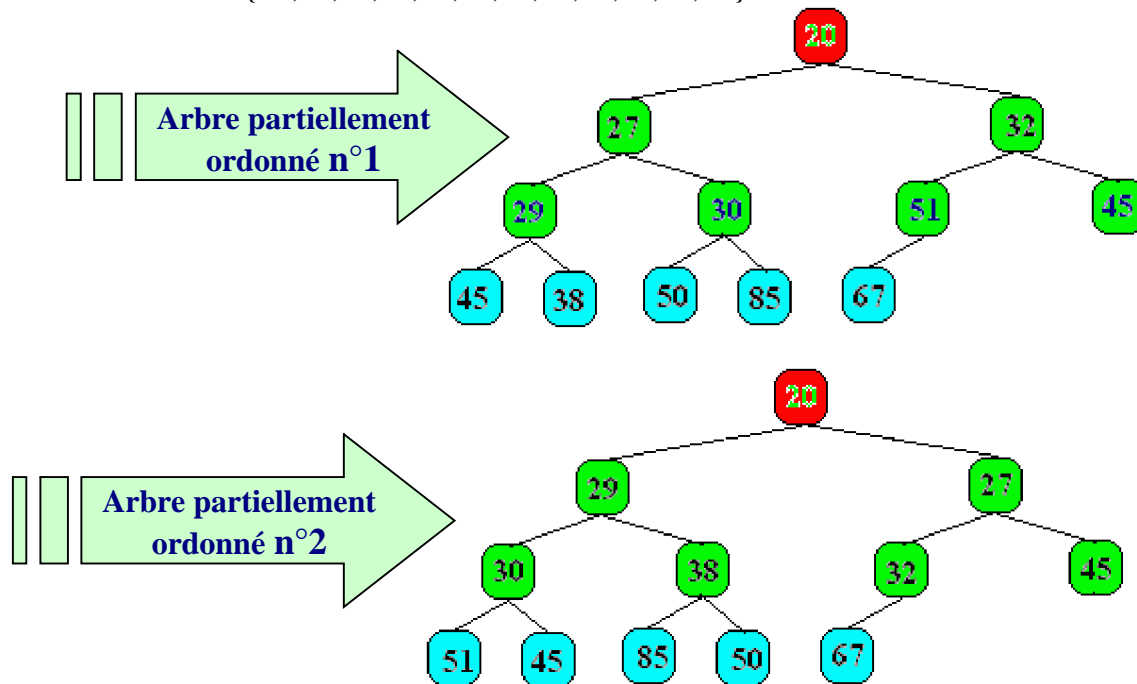 20
Arbre partiellement
ordonné n°1
27 32
29 30 51 45
45 38 50 85 67
20
Arbre partiellement
ordonné n°2
29 27
30 38 32 45
51 45 85 50 67